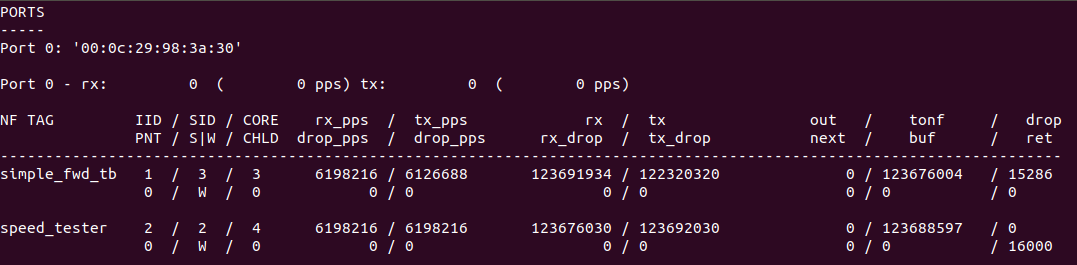 PORTS
-----
Port 0: '00:0c:29:98:3a:30'
Port 0 - rx:         0  (        0 pps) tx:         0  (        0 pps)
NF TAG         IID / SID / CORE    rx_pps  /  tx_pps             rx  /  tx                out   /    tonf     /   drop
               PNT / S|W / CHLD  drop_pps  /  drop_pps      rx_drop  /  tx_drop           next  /    buf      /   ret
----------------------------------------------------------------------------------------------------------------------
simple_fwd_tb   1  /  3  /  3      6198216 / 6126688      123691934 / 122320320              0 / 123676004   / 15286
                0  /  W  /  0            0 / 0                    0 / 0                      0 / 0           / 0
speed_tester    2  /  2  /  4      6198216 / 6198216      123676030 / 123692030              0 / 123688597   / 0
                0  /  W  /  0            0 / 0                    0 / 0                      0 / 0           / 16000